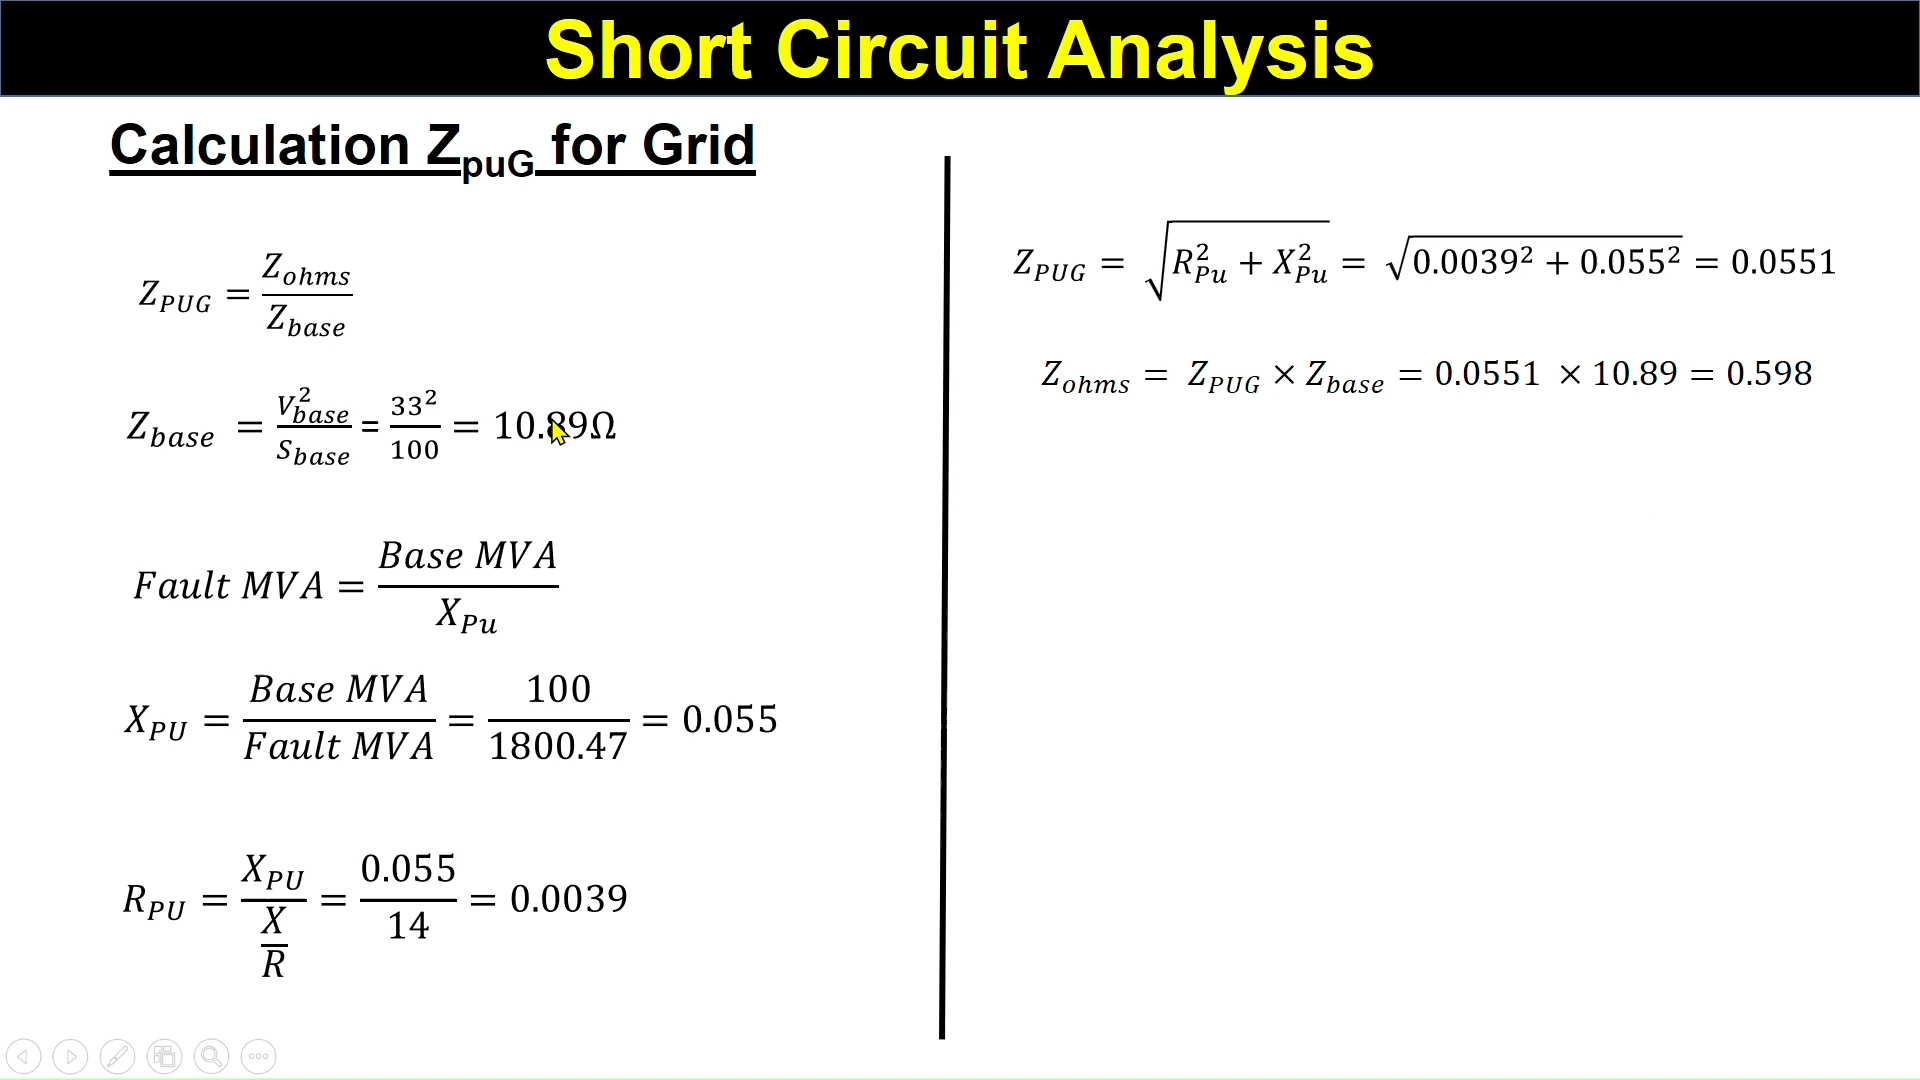 Short Circuit Analysis
Calculation Z_puG for Grid
Z_PUG = Z_ohms / Z_base
Z_base = V²_base / S_base = 33² / 100 = 10.89Ω
Fault MVA = Base MVA / X_Pu
X_PU = Base MVA / Fault MVA = 100 / 1800.47 = 0.055
R_PU = X_PU / (X / R) = 0.055 / 14 = 0.0039
Z_PUG = √(R²_Pu + X²_Pu) = √(0.0039² + 0.055²) = 0.0551
Z_ohms = Z_PUG × Z_base = 0.0551 × 10.89 = 0.598